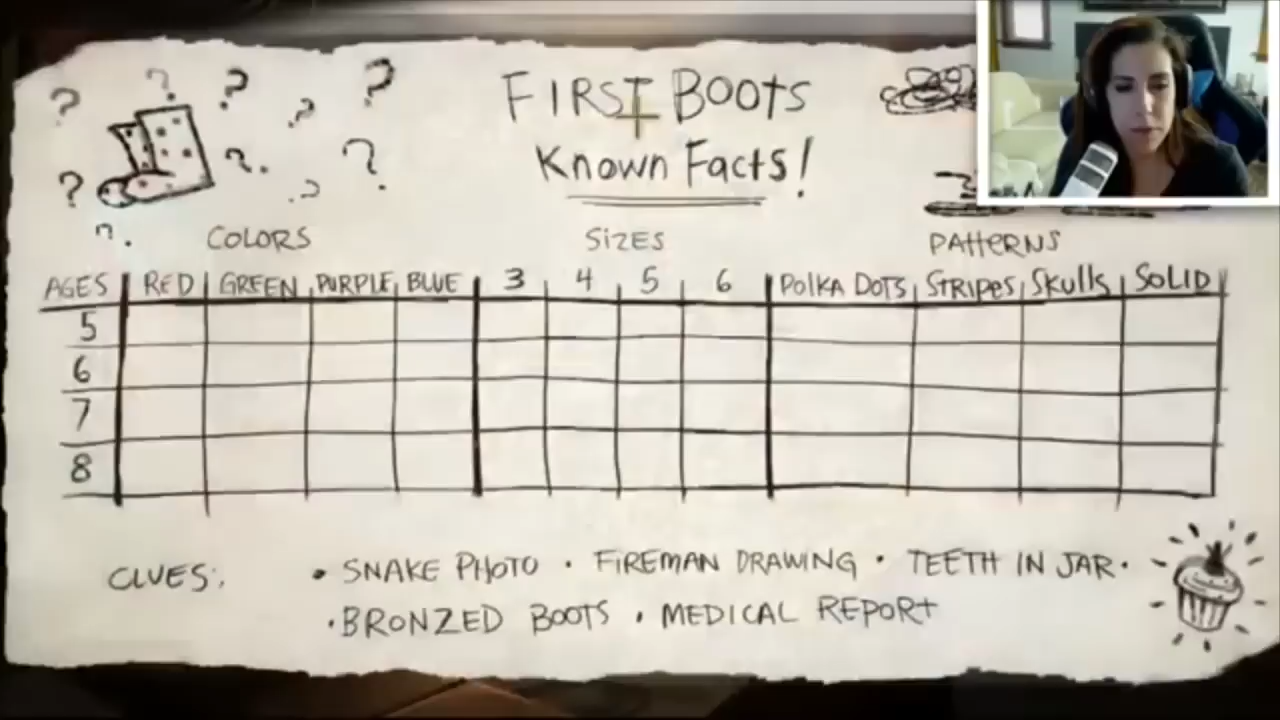 FIRST BOOTS
Known Facts!
COLORS SIZES PATTERNS
AGES RED GREEN PURPLE BLUE 3 4 5 6 POLKA DOTS STRIPES SKULLS SOLID
5
6
7
8
CLUES: • SNAKE PHOTO • FIREMAN DRAWING • TEETH IN JAR •
• BRONZED BOOTS • MEDICAL REPORT